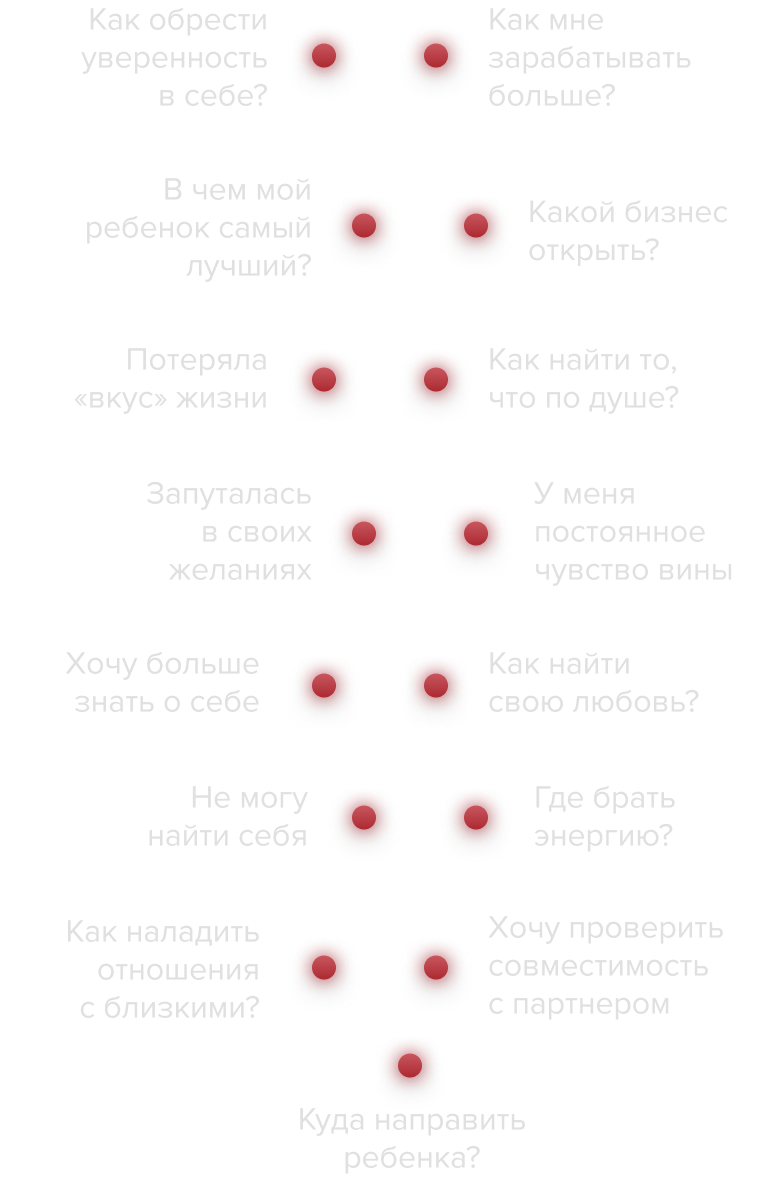 Как обрести
уверенность
в себе?
Как мне
зарабатывать
больше?
В чем мой
ребенок самый
лучший?
Какой бизнес
открыть?
Потеряла
«вкус» жизни
Как найти то,
что по душе?
Запуталась
в своих
желаниях
У меня
постоянное
чувство вины
Хочу больше
знать о себе
Как найти
свою любовь?
Не могу
найти себя
Где брать
энергию?
Как наладить
отношения
с близкими?
Хочу проверить
совместимость
с партнером
Куда направить
ребенка?